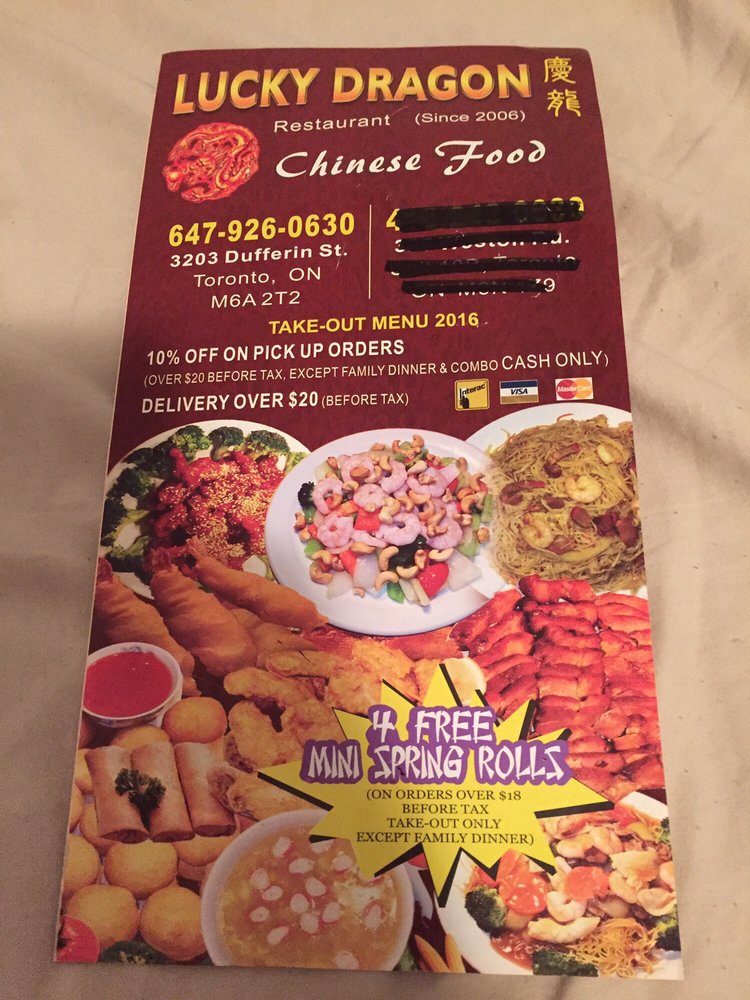 LUCKY DRAGON 慶龍
Restaurant (Since 2006)
Chinese Food
647-926-0630
3203 Dufferin St.
Toronto, ON
M6A 2T2
TAKE-OUT MENU 2016
10% OFF ON PICK UP ORDERS
(OVER $20 BEFORE TAX, EXCEPT FAMILY DINNER & COMBO CASH ONLY)
DELIVERY OVER $20 (BEFORE TAX)
Interac VISA MasterCard
4 FREE
MINI SPRING ROLLS
(ON ORDERS OVER $18
BEFORE TAX
TAKE-OUT ONLY
EXCEPT FAMILY DINNER)